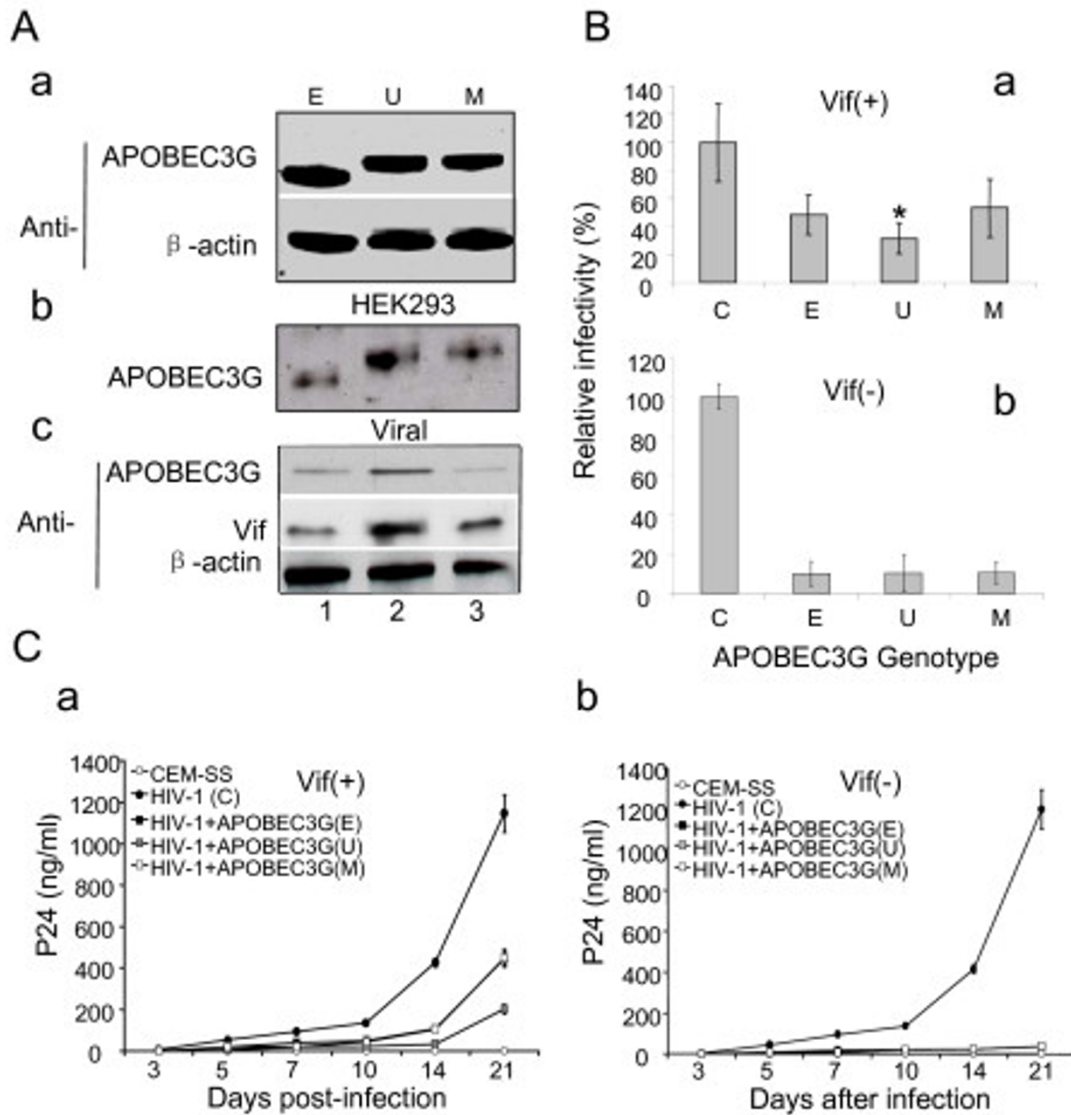 A
a
E U M
APOBEC3G
Anti-
β-actin
b
HEK293
APOBEC3G
c
Viral
APOBEC3G
Anti-
Vif
β-actin
1 2 3
B
a
Vif(+)
140
120
100
80
60
40
20
0
C E U M
*
Relative infectivity (%)
b
Vif(-)
120
100
80
60
40
20
0
C E U M
APOBEC3G Genotype
C
a
Vif(+)
1400
1200
1000
800
600
400
200
0
P24 (ng/ml)
CEM-SS
HIV-1 (C)
HIV-1+APOBEC3G(E)
HIV-1+APOBEC3G(U)
HIV-1+APOBEC3G(M)
3 5 7 10 14 21
Days post-infection
b
Vif(-)
1400
1200
1000
800
600
400
200
0
P24 (ng/ml)
CEM-SS
HIV-1 (C)
HIV-1+APOBEC3G(E)
HIV-1+APOBEC3G(U)
HIV-1+APOBEC3G(M)
3 5 7 10 14 21
Days after infection